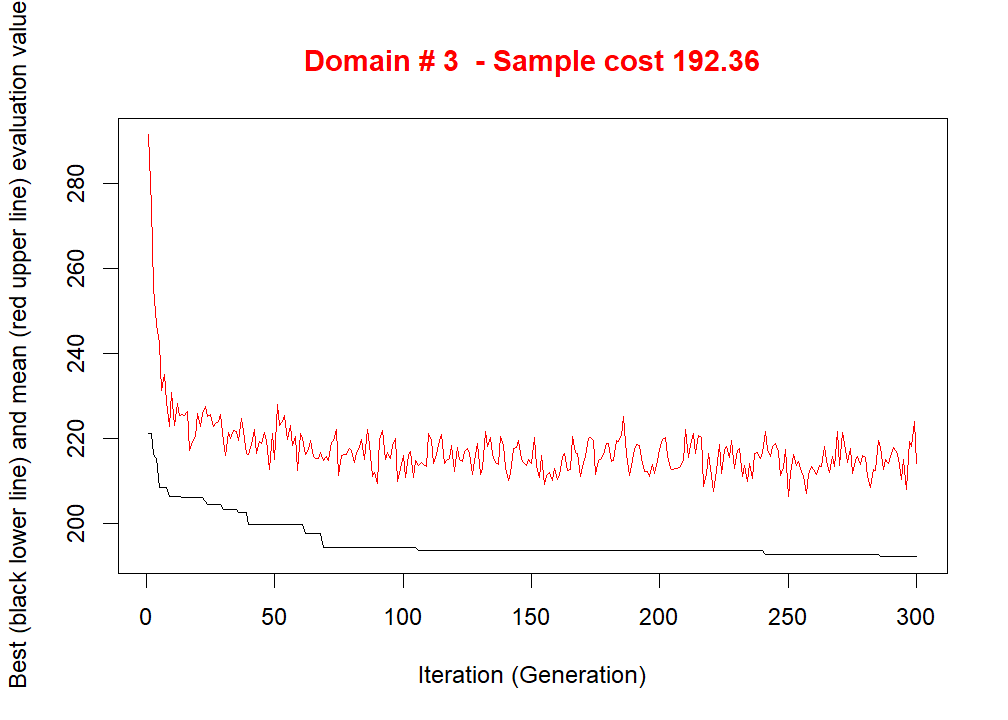 Domain # 3  - Sample cost 192.36
Best (black lower line) and mean (red upper line) evaluation value
280
260
240
220
200
0 50 100 150 200 250 300
Iteration (Generation)